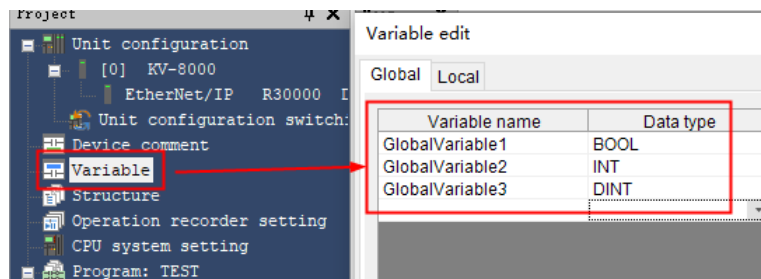 Project
Unit configuration
[0] KV-8000
EtherNet/IP R30000
Unit configuration switch
Device comment
Variable
Structure
Operation recorder setting
CPU system setting
Program: TEST
Variable edit
Global Local
Variable name Data type
GlobalVariable1 BOOL
GlobalVariable2 INT
GlobalVariable3 DINT